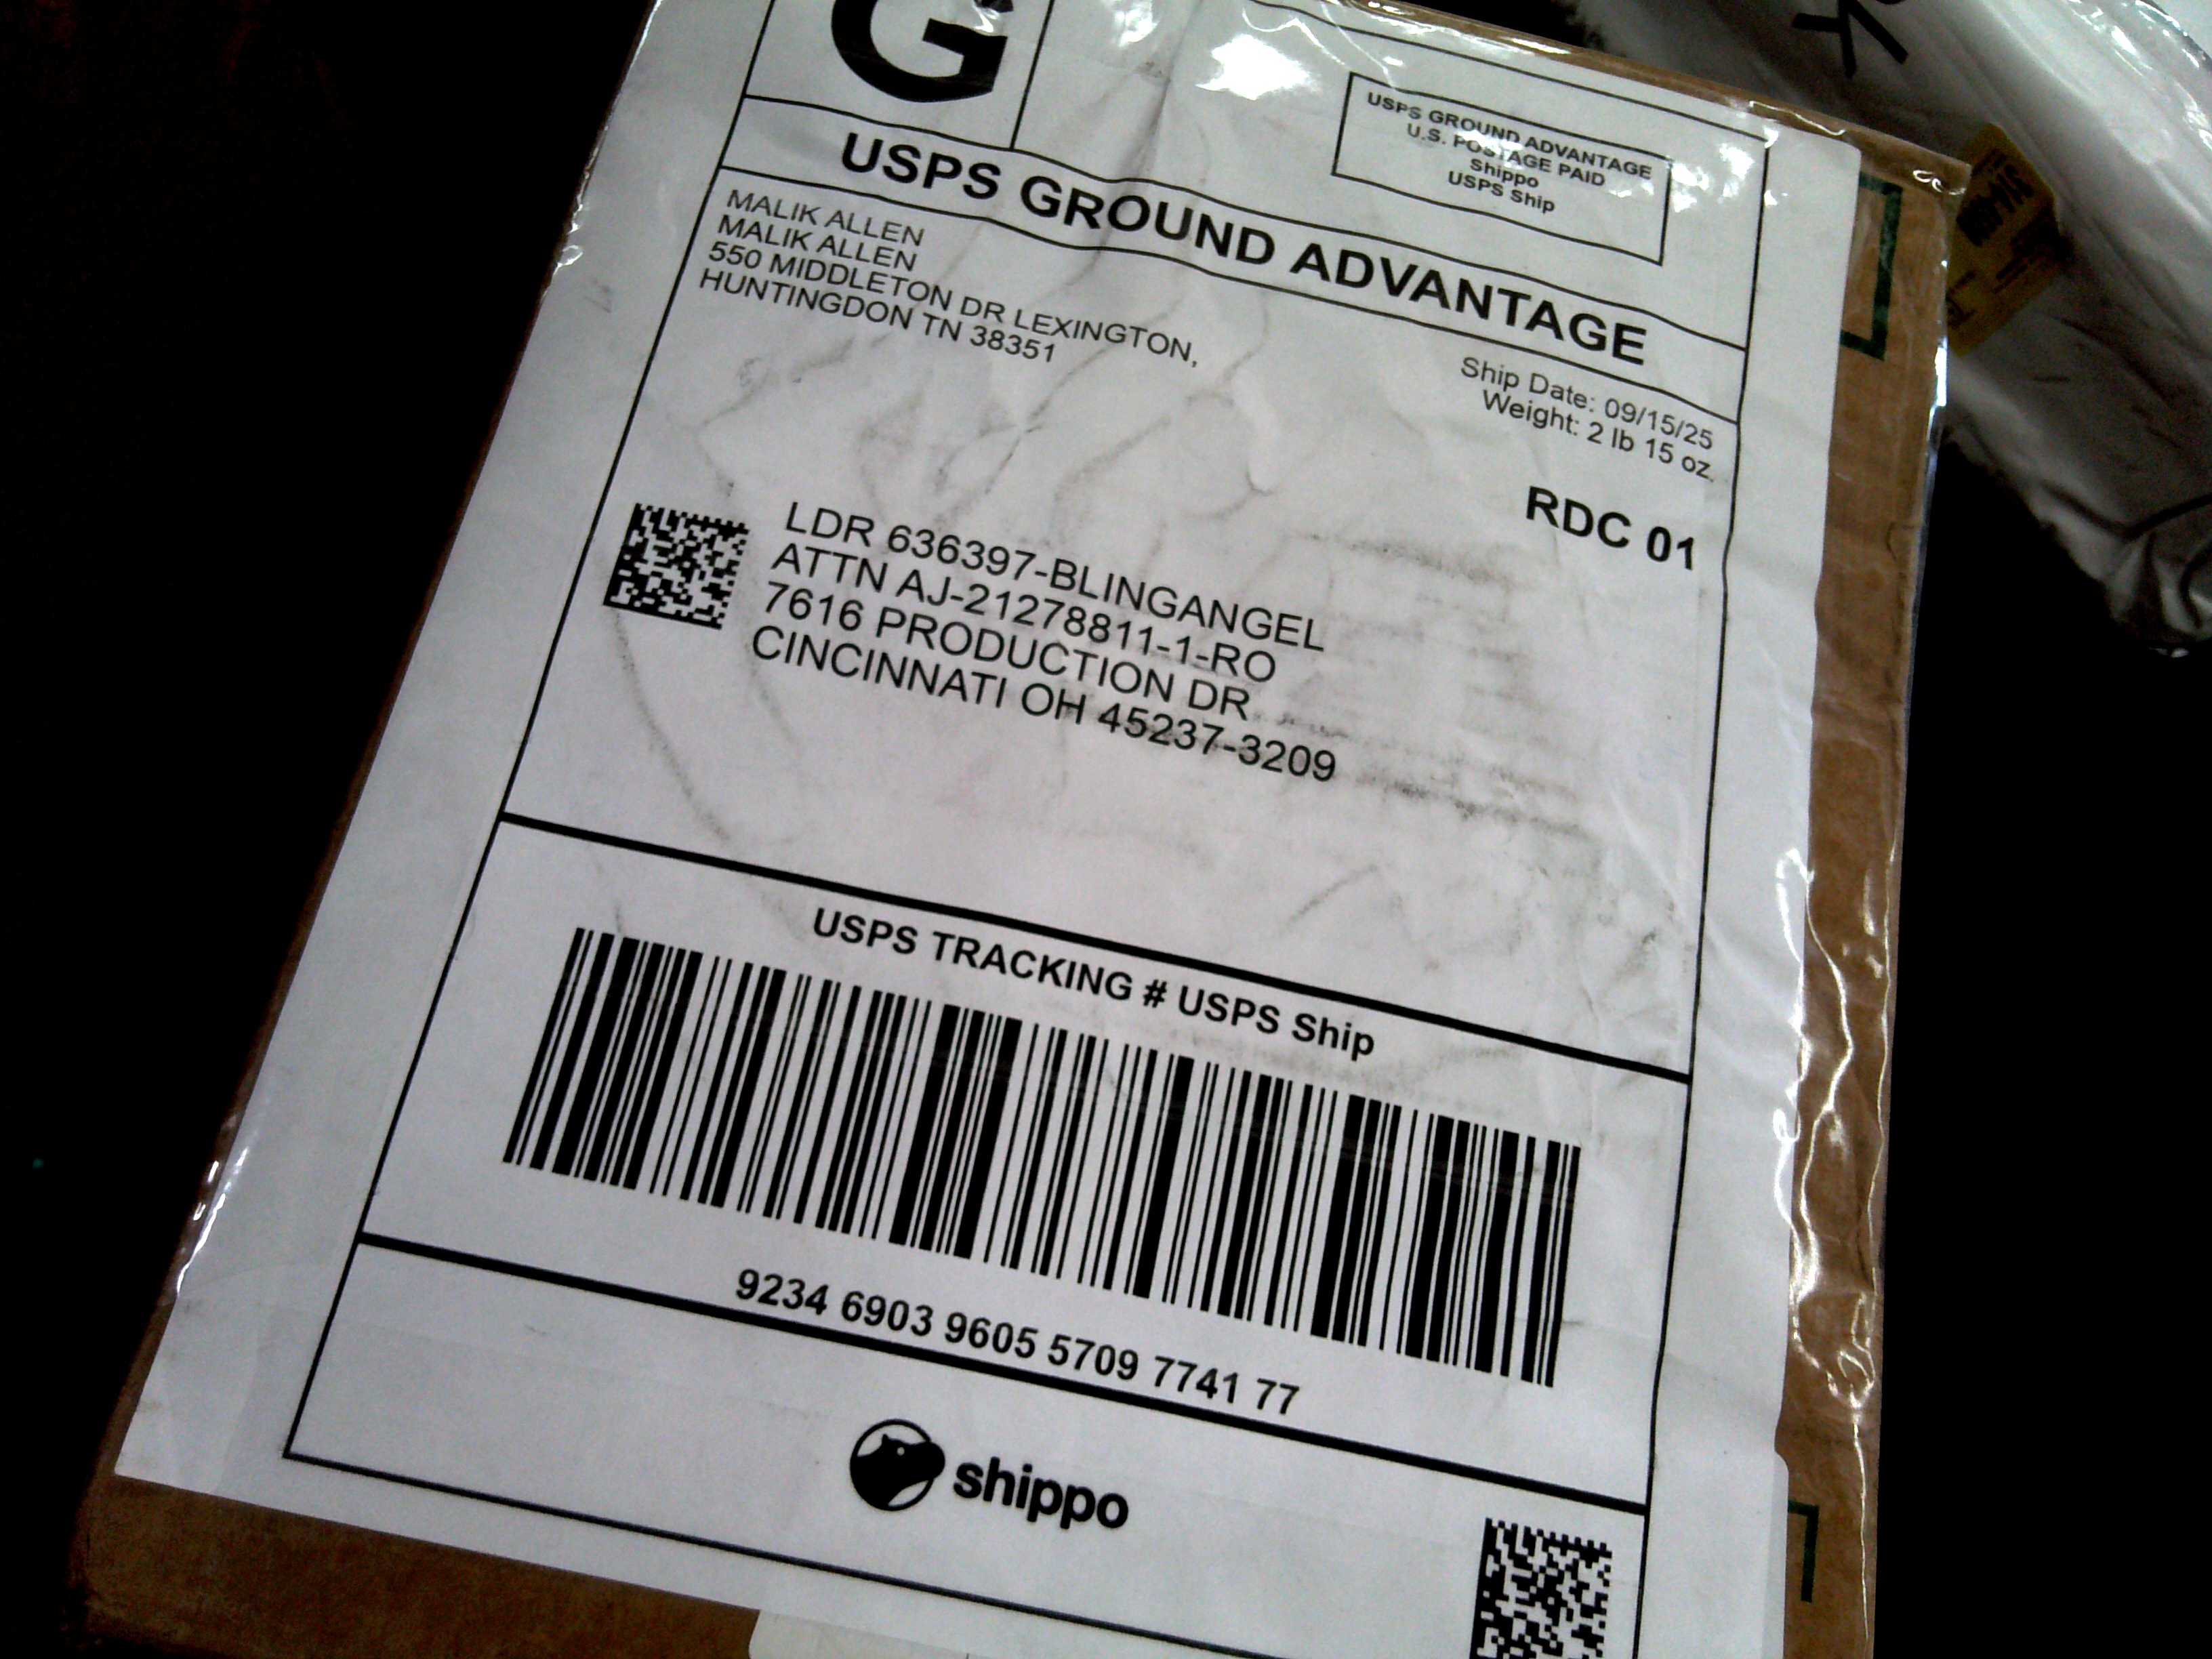 G
USPS GROUND ADVANTAGE
U.S. POSTAGE PAID
Shippo
USPS Ship
USPS GROUND ADVANTAGE
MALIK ALLEN
MALIK ALLEN
550 MIDDLETON DR LEXINGTON,
HUNTINGDON TN 38351
Ship Date: 09/15/25
Weight: 2 lb 15 oz
RDC 01
LDR 636397-BLINGANGEL
ATTN AJ-21278811-1-RO
7616 PRODUCTION DR
CINCINNATI OH 45237-3209
USPS TRACKING # USPS Ship
9234 6903 9605 5709 7741 77
shippo